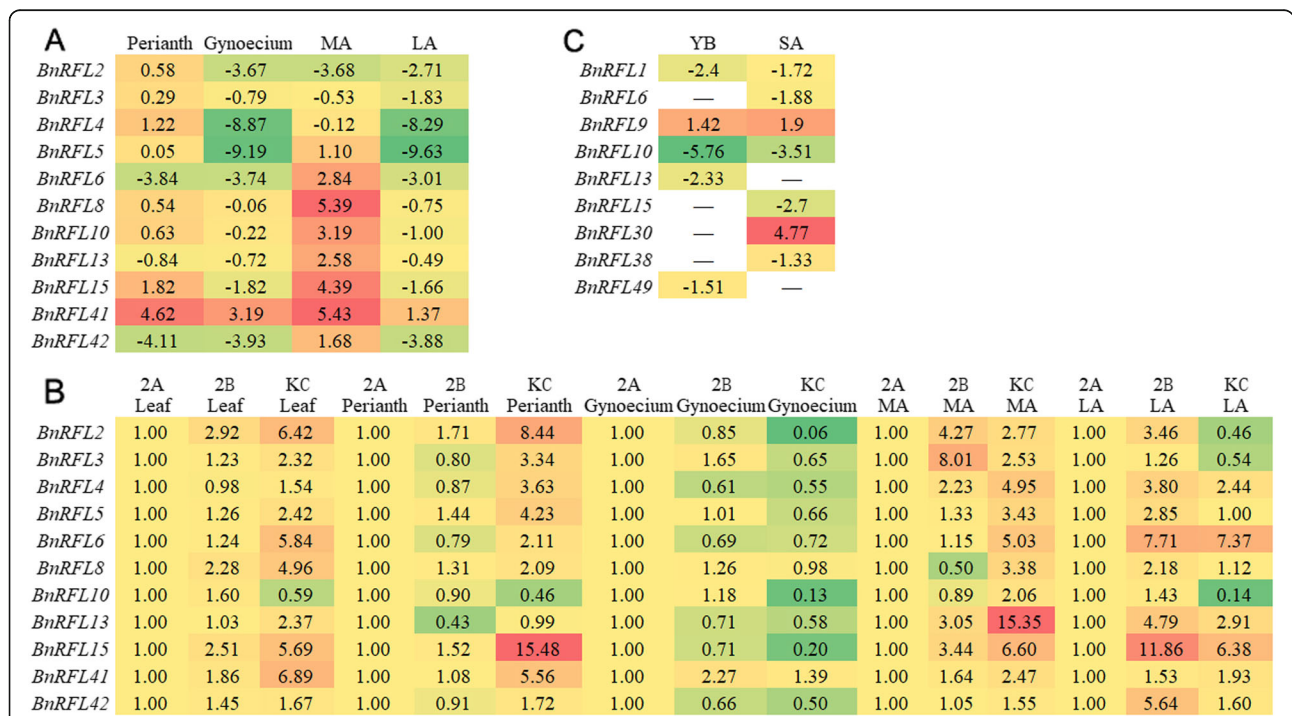 A
Perianth Gynoecium MA LA
BnRFL2 0.58 -3.67 -3.68 -2.71
BnRFL3 0.29 -0.79 -0.53 -1.83
BnRFL4 1.22 -8.87 -0.12 -8.29
BnRFL5 0.05 -9.19 1.10 -9.63
BnRFL6 -3.84 -3.74 2.84 -3.01
BnRFL8 0.54 -0.06 5.39 -0.75
BnRFL10 0.63 -0.22 3.19 -1.00
BnRFL13 -0.84 -0.72 2.58 -0.49
BnRFL15 1.82 -1.82 4.39 -1.66
BnRFL41 4.62 3.19 5.43 1.37
BnRFL42 -4.11 -3.93 1.68 -3.88
C
YB SA
BnRFL1 -2.4 -1.72
BnRFL6 — -1.88
BnRFL9 1.42 1.9
BnRFL10 -5.76 -3.51
BnRFL13 -2.33 —
BnRFL15 — -2.7
BnRFL30 — 4.77
BnRFL38 — -1.33
BnRFL49 -1.51 —
B
2A 2B KC 2A 2B KC 2A 2B KC 2A 2B KC 2A 2B KC
Leaf Leaf Leaf Perianth Perianth Perianth Gynoecium Gynoecium Gynoecium MA MA MA LA LA LA
BnRFL2 1.00 2.92 6.42 1.00 1.71 8.44 1.00 0.85 0.06 1.00 4.27 2.77 1.00 3.46 0.46
BnRFL3 1.00 1.23 2.32 1.00 0.80 3.34 1.00 1.65 0.65 1.00 8.01 2.53 1.00 1.26 0.54
BnRFL4 1.00 0.98 1.54 1.00 0.87 3.63 1.00 0.61 0.55 1.00 2.23 4.95 1.00 3.80 2.44
BnRFL5 1.00 1.26 2.42 1.00 1.44 4.23 1.00 1.01 0.66 1.00 1.33 3.43 1.00 2.85 1.00
BnRFL6 1.00 1.24 5.84 1.00 0.79 2.11 1.00 0.69 0.72 1.00 1.15 5.03 1.00 7.71 7.37
BnRFL8 1.00 2.28 4.96 1.00 1.31 2.09 1.00 1.26 0.98 1.00 0.50 3.38 1.00 2.18 1.12
BnRFL10 1.00 1.60 0.59 1.00 0.90 0.46 1.00 1.18 0.13 1.00 0.89 2.06 1.00 1.43 0.14
BnRFL13 1.00 1.03 2.37 1.00 0.43 0.99 1.00 0.71 0.58 1.00 3.05 15.35 1.00 4.79 2.91
BnRFL15 1.00 2.51 5.69 1.00 1.52 15.48 1.00 0.71 0.20 1.00 3.44 6.60 1.00 11.86 6.38
BnRFL41 1.00 1.86 6.89 1.00 1.08 5.56 1.00 2.27 1.39 1.00 1.64 2.47 1.00 1.53 1.93
BnRFL42 1.00 1.45 1.67 1.00 0.91 1.72 1.00 0.66 0.50 1.00 1.05 1.55 1.00 5.64 1.60